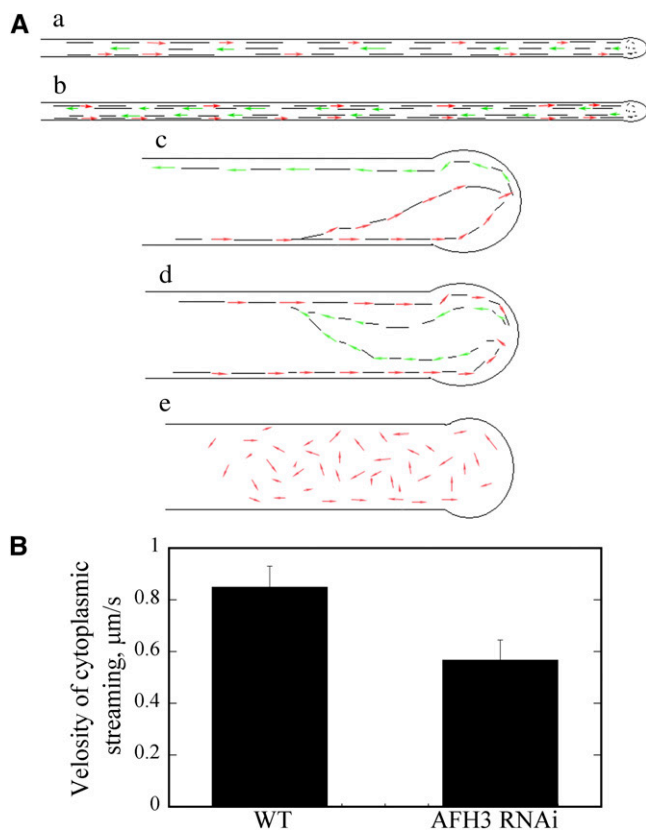 A
a
b
c
d
e
B
Velosity of cytoplasmic
streaming, μm/s
1
0.8
0.6
0.4
0.2
0
WT
AFH3 RNAi